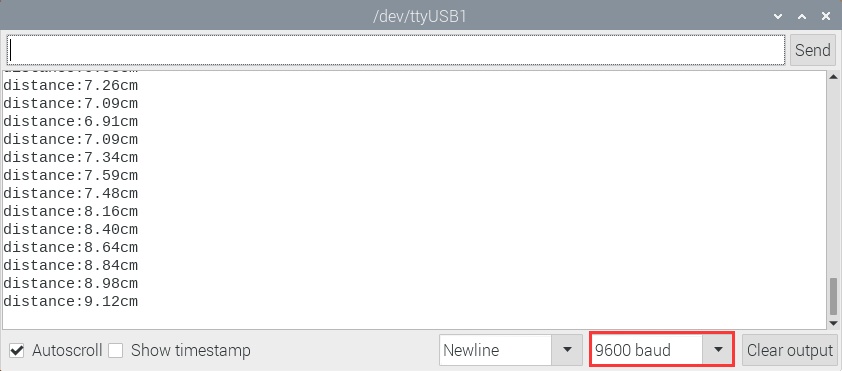 /dev/ttyUSB1
Send
distance:7.26cm
distance:7.09cm
distance:6.91cm
distance:7.09cm
distance:7.34cm
distance:7.59cm
distance:7.48cm
distance:8.16cm
distance:8.40cm
distance:8.64cm
distance:8.84cm
distance:8.98cm
distance:9.12cm
Autoscroll Show timestamp Newline 9600 baud Clear output